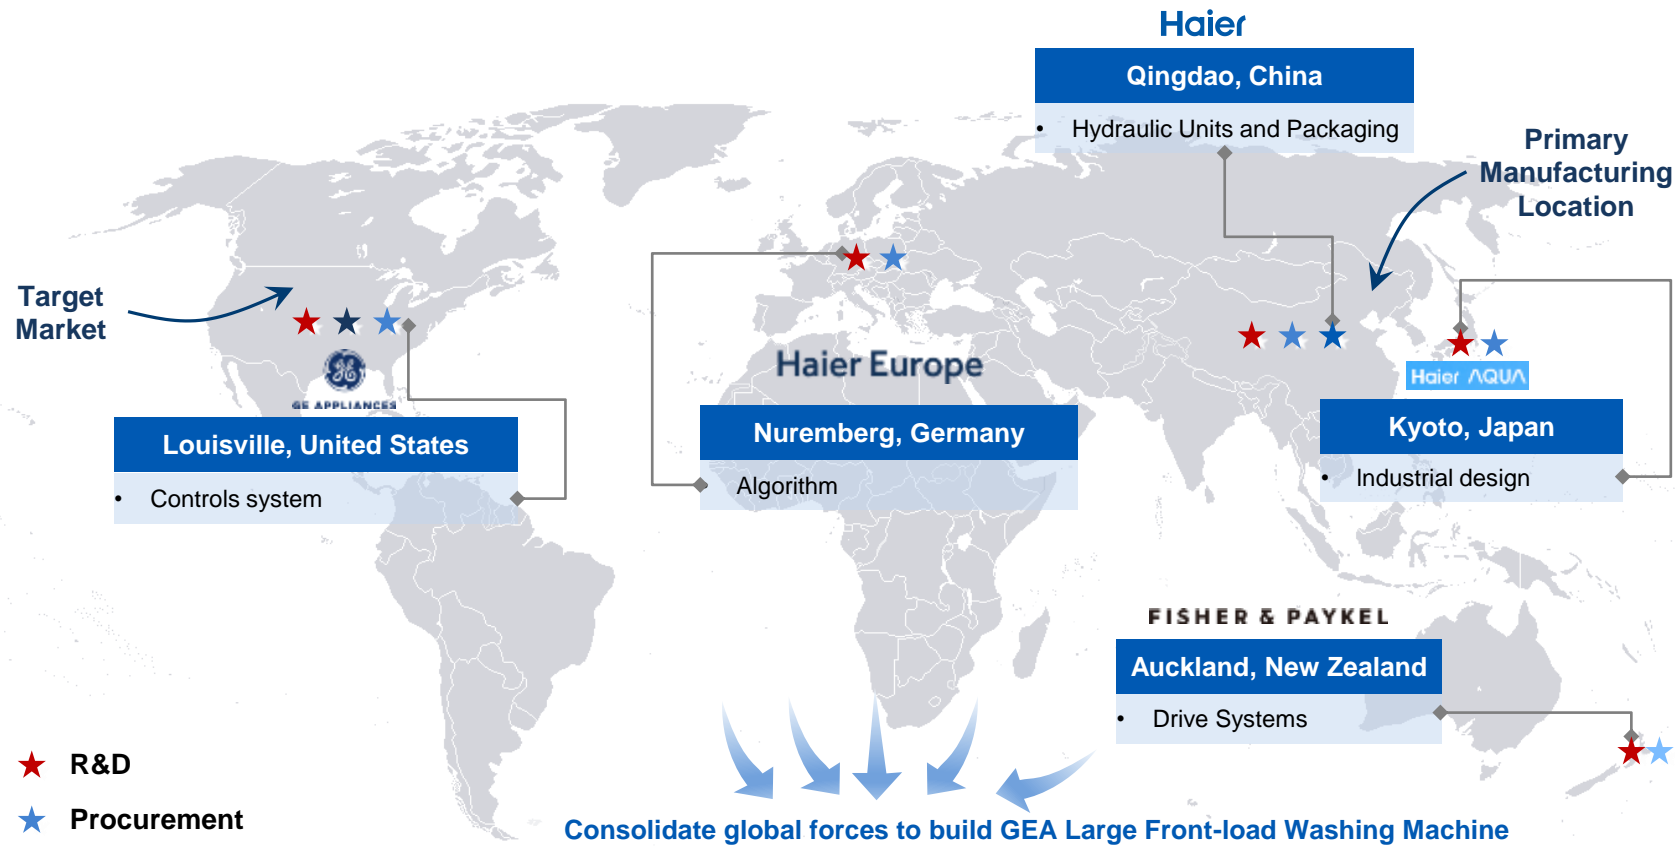 Haier
Qingdao, China
• Hydraulic Units and Packaging
Primary
Manufacturing
Location
Target
Market
GE APPLIANCES
Louisville, United States
• Controls system
Haier Europe
Nuremberg, Germany
• Algorithm
Haier AQUA
Kyoto, Japan
• Industrial design
FISHER & PAYKEL
Auckland, New Zealand
• Drive Systems
R&D
Procurement
Consolidate global forces to build GEA Large Front-load Washing Machine